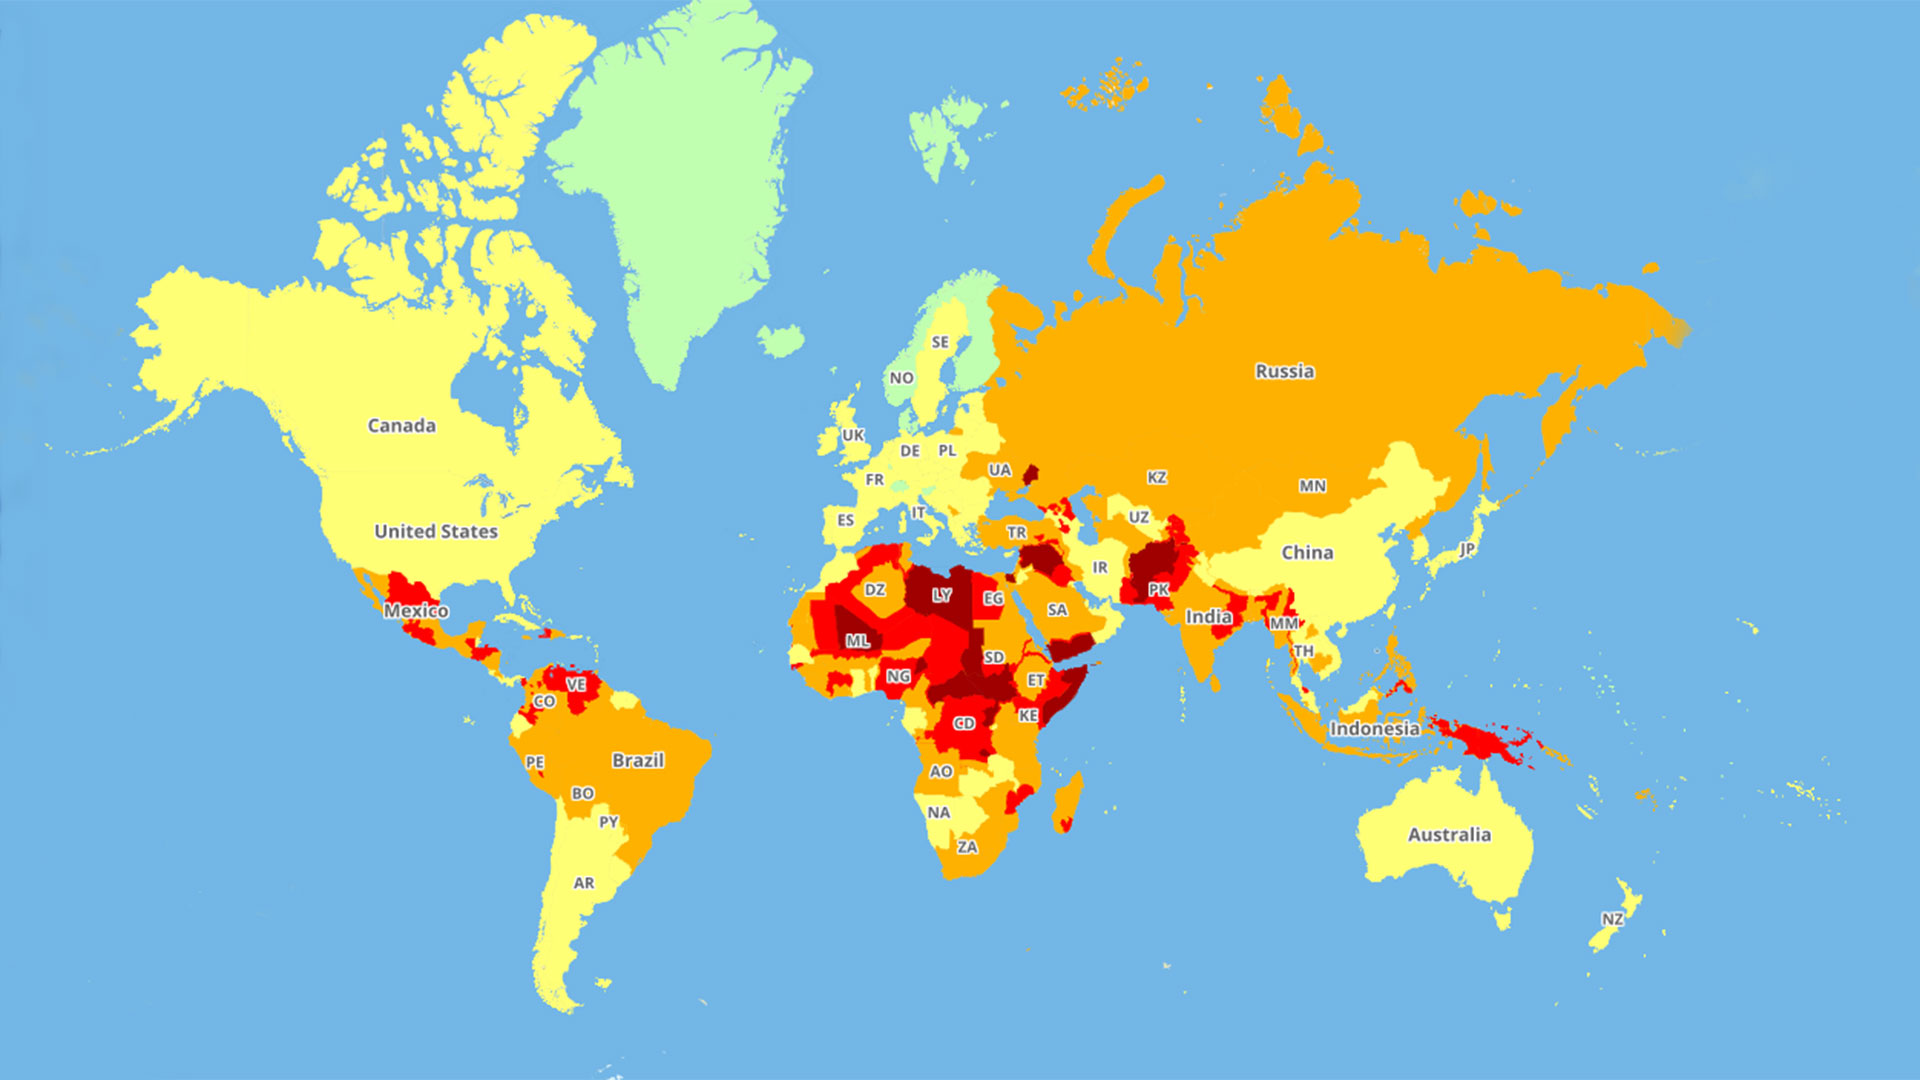 SE
NO
Russia
Canada
UK
DE
PL
UA
FR
KZ
MN
IT
ES
UZ
United States
TR
China
JP
IR
DZ
LY
EG
PK
SA
Mexico
India
MM
ML
SD
TH
NG
ET
VE
CO
KE
CD
Indonesia
PE
Brazil
AO
BO
NA
PY
Australia
ZA
AR
NZ